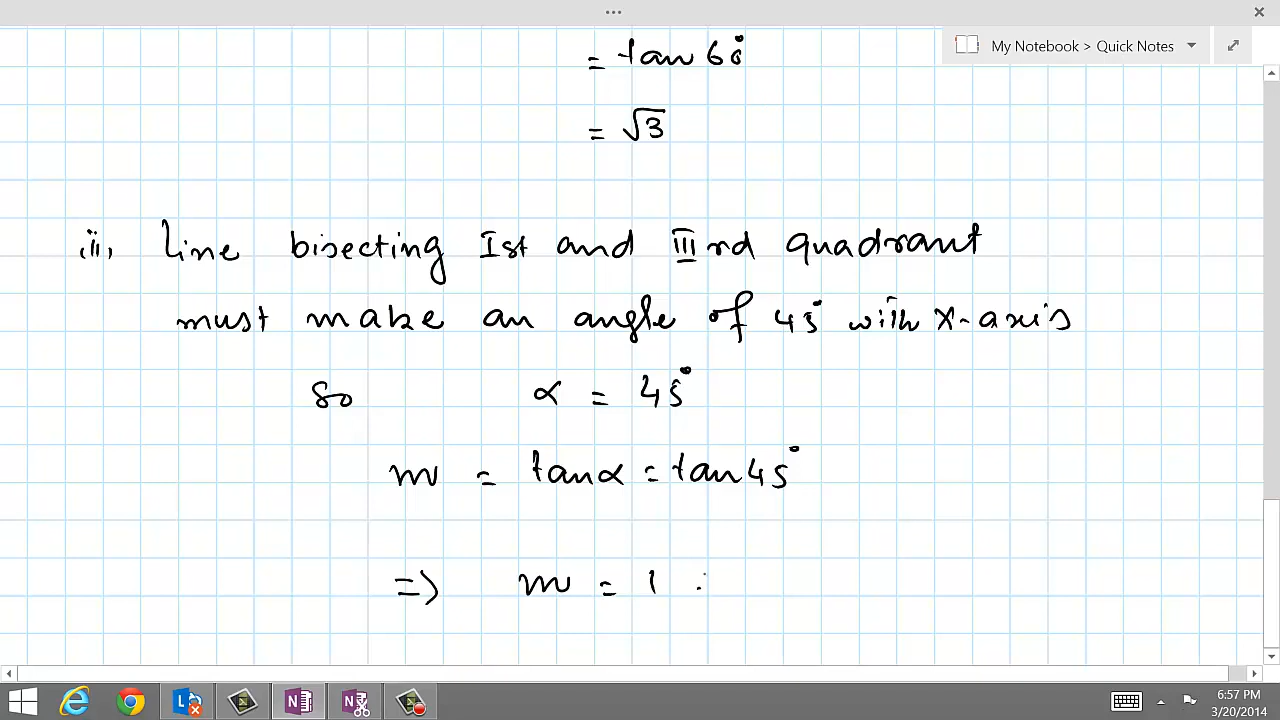 ...
My Notebook > Quick Notes
= tan 60°
= √3
ii, Line bisecting Ist and IIIrd quadrant
must make an angle of 45° with x-axis
So α = 45°
m = tanα = tan45°
=> m = 1
6:57 PM
3/20/2014